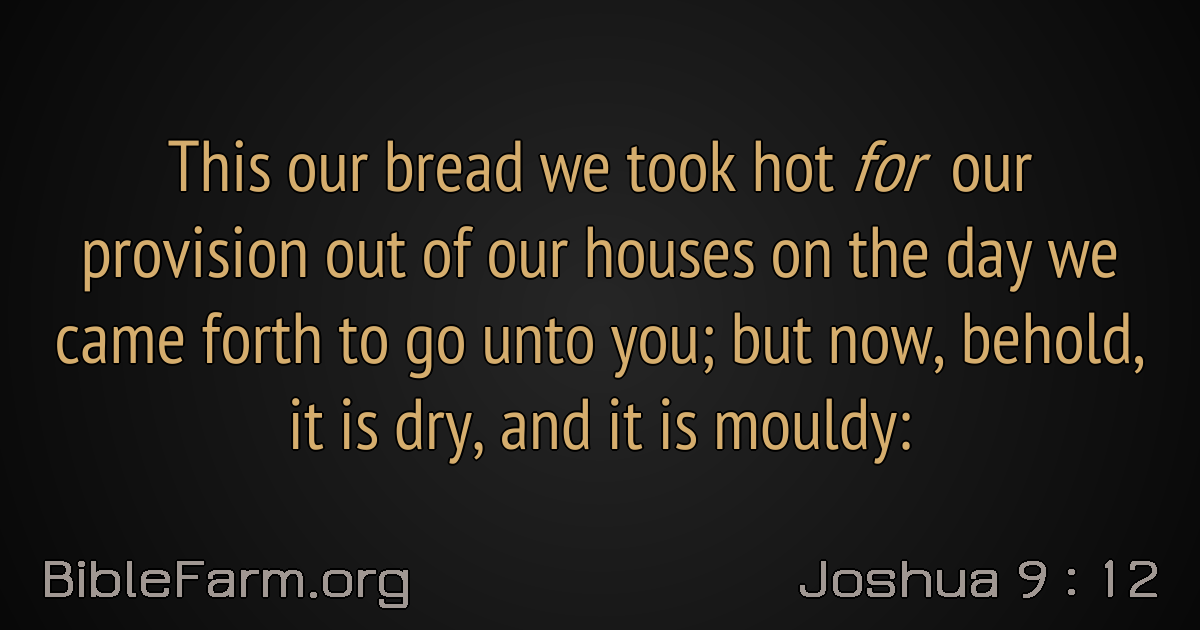 This our bread we took hot for our
provision out of our houses on the day we
came forth to go unto you; but now, behold,
it is dry, and it is mouldy:
BibleFarm.org
Joshua 9 : 12